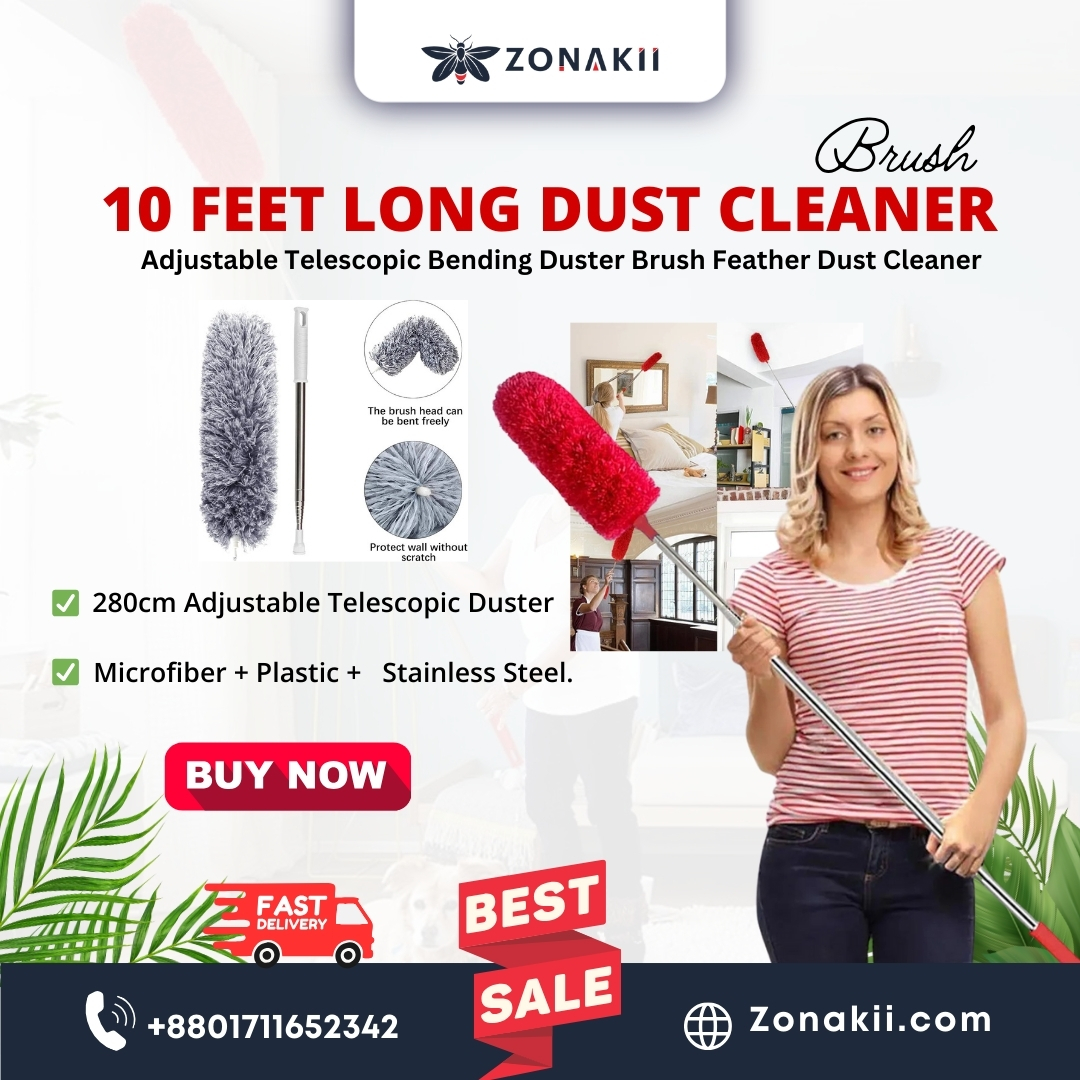 ZONAKII
Brush
10 FEET LONG DUST CLEANER
Adjustable Telescopic Bending Duster Brush Feather Dust Cleaner
The brush head can
be bent freely
Protect wall without
scratch
280cm Adjustable Telescopic Duster
Microfiber + Plastic + Stainless Steel.
BUY NOW
FAST
DELIVERY
BEST
SALE
+8801711652342
Zonakii.com